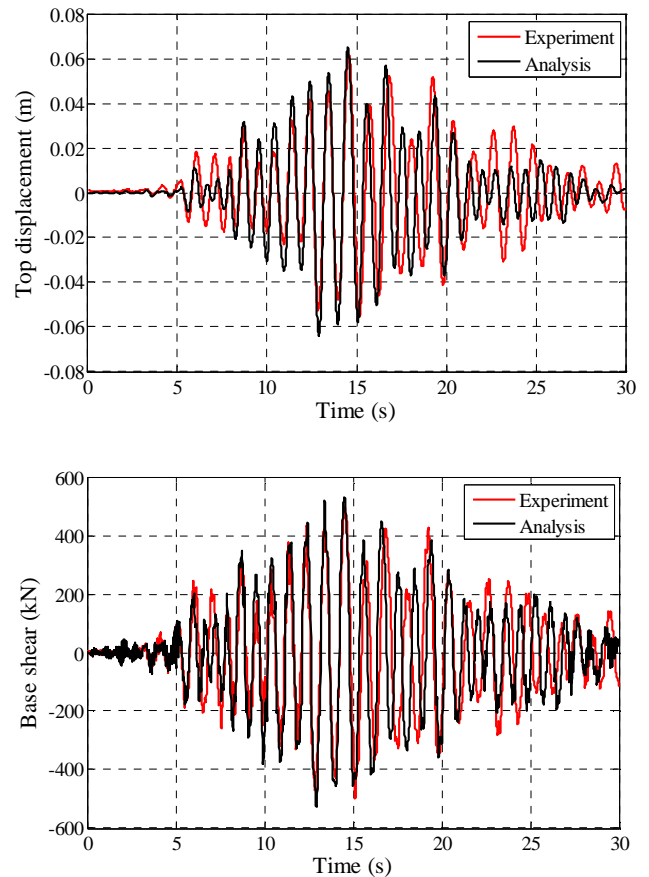 0.08
0.06
0.04
0.02
0
-0.02
-0.04
-0.06
-0.08
Top displacement (m)
Experiment
Analysis
0 5 10 15 20 25 30
Time (s)
600
400
200
0
-200
-400
-600
Base shear (kN)
Experiment
Analysis
0 5 10 15 20 25 30
Time (s)